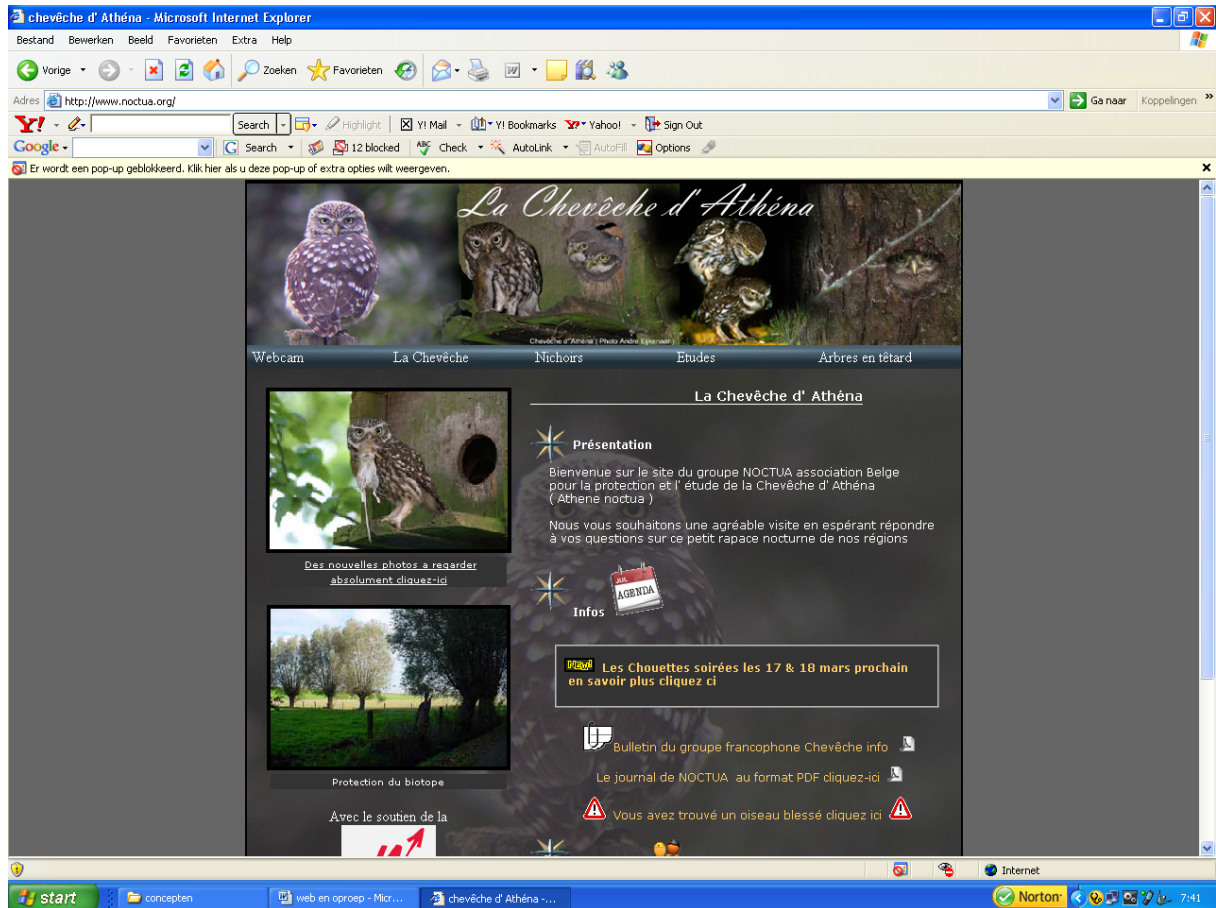 chevêche d' Athéna - Microsoft Internet Explorer
Bestand Bewerken Beeld Favorieten Extra Help
Vorige Zoeken Favorieten
Adres http://www.noctua.org/ Ga naar Koppelingen »
Y! Search Highlight Y! Mail Y! Bookmarks Yahoo! Sign Out
Google Search 12 blocked Check AutoLink AutoFill Options
Er wordt een pop-up geblokkeerd. Klik hier als u deze pop-up of extra opties wilt weergeven.
La Chevêche d' Athéna
Chevêche d'Athéna ( Photo Andre Eijkenaar )
Webcam La Chevêche Nichoirs Etudes Arbres en têtard
La Chevêche d' Athéna
Présentation
Bienvenue sur le site du groupe NOCTUA association Belge
pour la protection et l' étude de la Chevêche d' Athéna
( Athene noctua )
Nous vous souhaitons une agréable visite en espérant répondre
à vos questions sur ce petit rapace nocturne de nos régions
Des nouvelles photos a regarder
absolument cliquez-ici
JUL
AGENDA
Infos
New! Les Chouettes soirées les 17 & 18 mars prochain
en savoir plus cliquez ci
Bulletin du groupe francophone Chevêche info
Le journal de NOCTUA au format PDF cliquez-ici
Vous avez trouvé un oiseau blessé cliquez ici
Protection du biotope
Avec le soutien de la
Internet
start concepten web en oproep - Micr... chevêche d' Athéna -... Norton 7:41